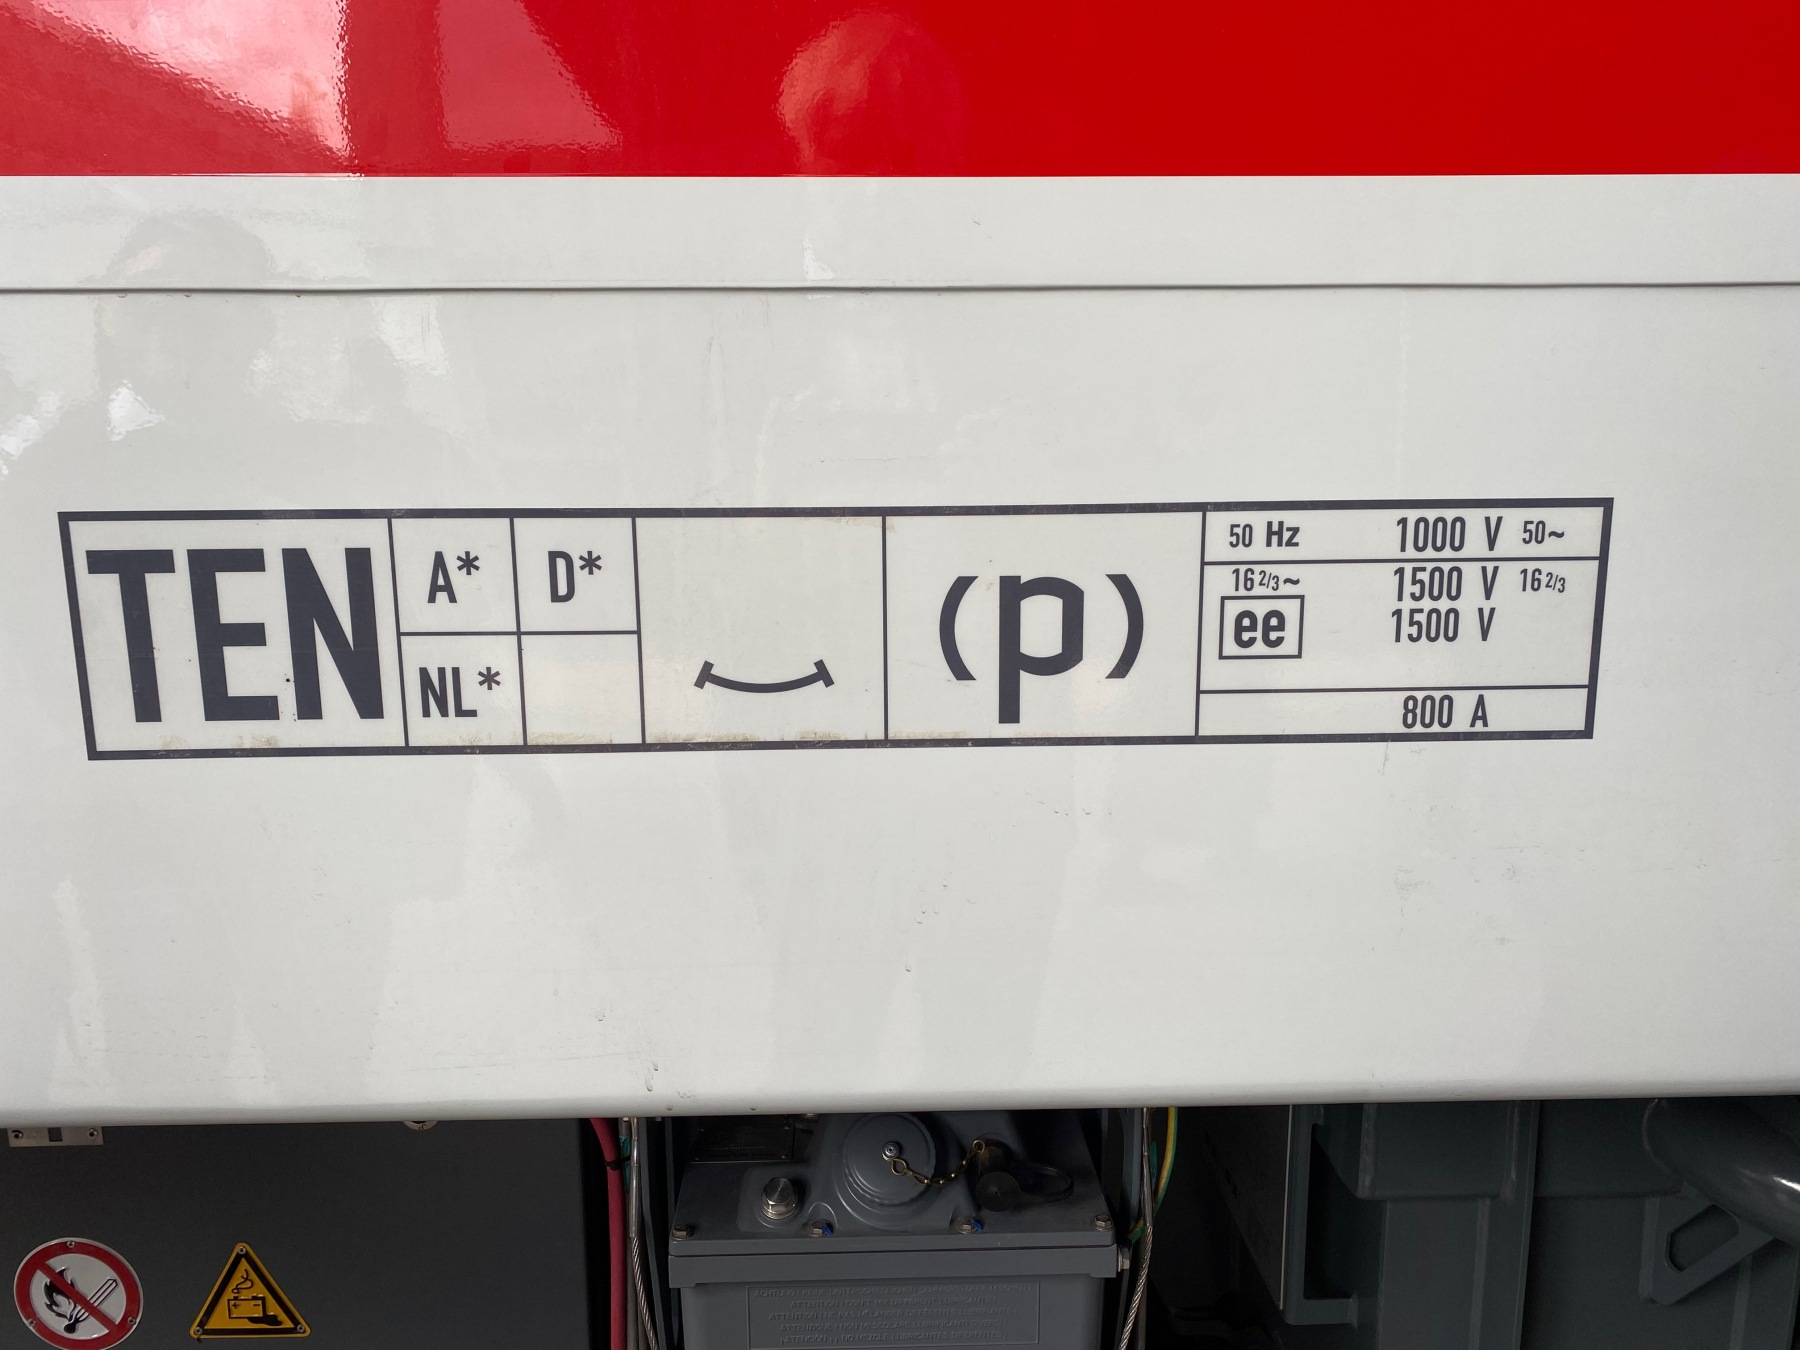 TEN
A*
D*
NL*
(p)
50 Hz 1000 V 50~
16 2/3~ 1500 V 16 2/3
ee 1500 V
800 A